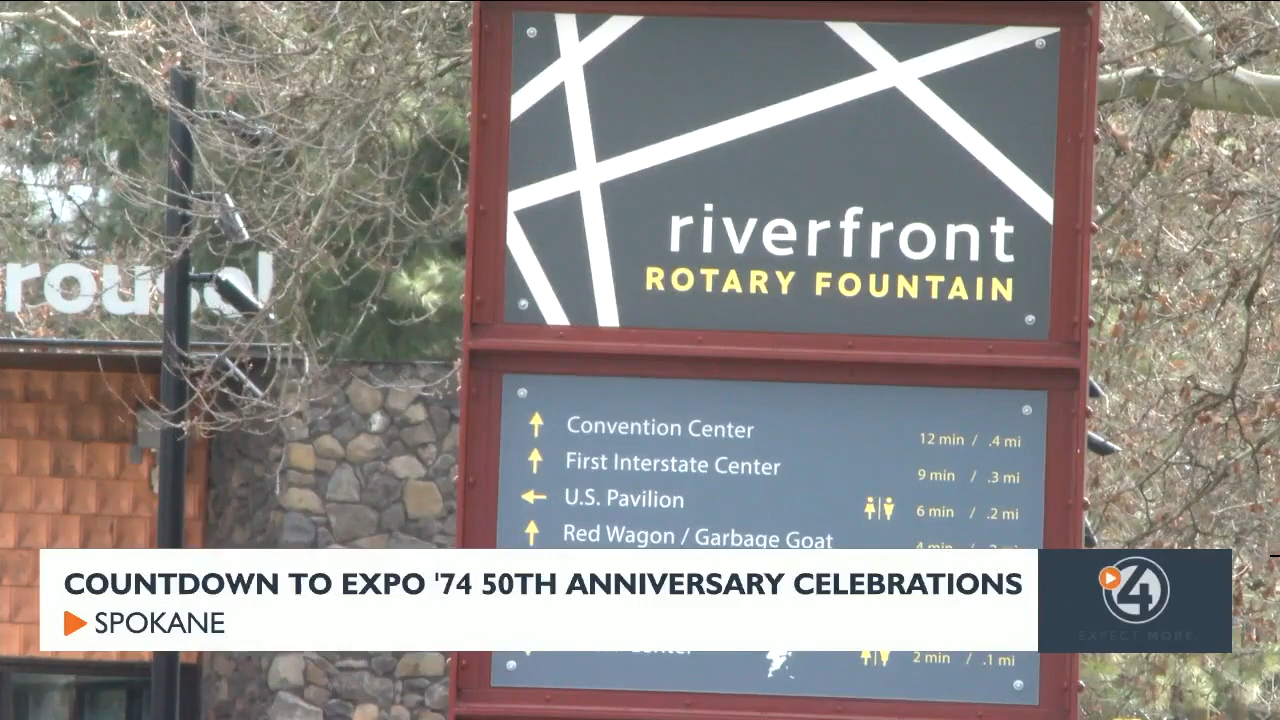 riverfront
ROTARY FOUNTAIN
rousel
Convention Center 12 min / .4 mi
First Interstate Center 9 min / .3 mi
U.S. Pavilion 6 min / .2 mi
Red Wagon / Garbage Goat
COUNTDOWN TO EXPO '74 50TH ANNIVERSARY CELEBRATIONS
SPOKANE
4
EXPECT MORE.
2 min / .1 mi